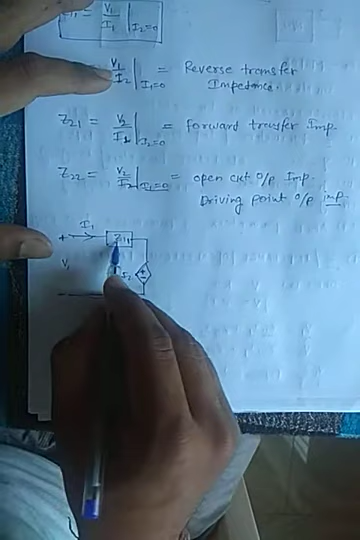 = V1/I1 | I2=0
V1/I2 | I1=0 = Reverse transfer
Impedance.
Z21 = V2/I1 | I2=0 = forward transfer Imp.
Z22 = V2/I2 | I1=0 = open ckt o/p Imp.
Driving point o/p imp
I1
+ Z11
V1 I2